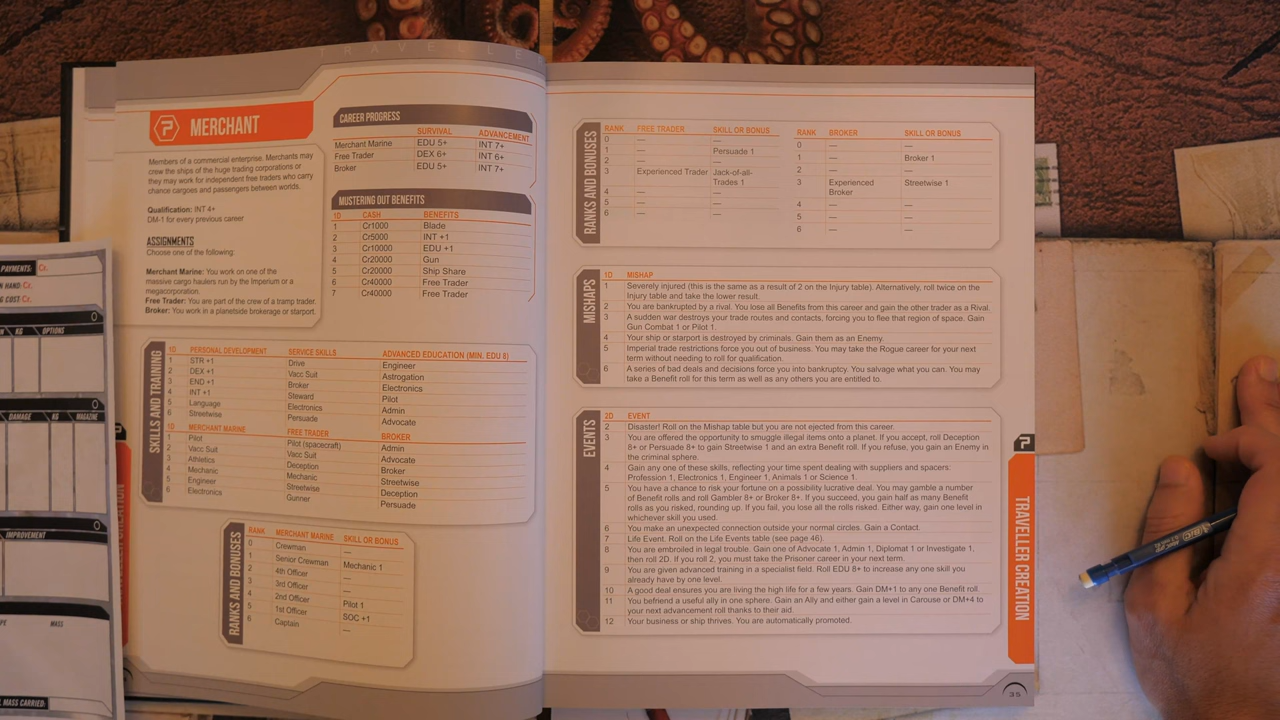 TRAVELLE
MERCHANT
Members of a commercial enterprise. Merchants may
crew the ships of the huge trading corporations or
they may work for independent free traders who carry
chance cargoes and passengers between worlds.
Qualification: INT 4+
DM-1 for every previous career
ASSIGNMENTS
Choose one of the following:
Merchant Marine: You work on one of the
massive cargo haulers run by the Imperium or a
megacorporation.
Free Trader: You are part of the crew of a tramp trader.
Broker: You work in a planetside brokerage or starport.
CAREER PROGRESS
SURVIVAL ADVANCEMENT
Merchant Marine EDU 5+ INT 7+
Free Trader DEX 6+ INT 6+
Broker EDU 5+ INT 7+
MUSTERING OUT BENEFITS
1D CASH BENEFITS
1 Cr1000 Blade
2 Cr5000 INT +1
3 Cr10000 EDU +1
4 Cr20000 Gun
5 Cr20000 Ship Share
6 Cr40000 Free Trader
7 Cr40000 Free Trader
SKILLS AND TRAINING
1D PERSONAL DEVELOPMENT SERVICE SKILLS ADVANCED EDUCATION (MIN. EDU 8)
1 STR +1 Drive Engineer
2 DEX +1 Vacc Suit Astrogation
3 END +1 Broker Electronics
4 INT +1 Steward Pilot
5 Language Electronics Admin
6 Streetwise Persuade Advocate
1D MERCHANT MARINE FREE TRADER BROKER
1 Pilot Pilot (spacecraft) Admin
2 Vacc Suit Vacc Suit Advocate
3 Athletics Deception Broker
4 Mechanic Mechanic Streetwise
5 Engineer Streetwise Deception
6 Electronics Gunner Persuade
RANKS AND BONUSES
RANK MERCHANT MARINE SKILL OR BONUS
0 Crewman —
1 Senior Crewman Mechanic 1
2 4th Officer —
3 3rd Officer —
4 2nd Officer Pilot 1
5 1st Officer SOC +1
6 Captain —
RANKS AND BONUSES
RANK FREE TRADER SKILL OR BONUS
0 — —
1 — Persuade 1
2 — —
3 Experienced Trader Jack-of-all-
Trades 1
4 — —
5 — —
6 — —
RANK BROKER SKILL OR BONUS
0 — —
1 — Broker 1
2 — —
3 Experienced Streetwise 1
Broker
4 — —
5 — —
6 — —
MISHAPS
1D MISHAP
1 Severely injured (this is the same as a result of 2 on the Injury table). Alternatively, roll twice on the
Injury table and take the lower result.
2 You are bankrupted by a rival. You lose all Benefits from this career and gain the other trader as a Rival.
3 A sudden war destroys your trade routes and contacts, forcing you to flee that region of space. Gain
Gun Combat 1 or Pilot 1.
4 Your ship or starport is destroyed by criminals. Gain them as an Enemy.
5 Imperial trade restrictions force you out of business. You may take the Rogue career for your next
term without needing to roll for qualification.
6 A series of bad deals and decisions force you into bankruptcy. You salvage what you can. You may
take a Benefit roll for this term as well as any others you are entitled to.
EVENTS
2D EVENT
2 Disaster! Roll on the Mishap table but you are not ejected from this career.
3 You are offered the opportunity to smuggle illegal items onto a planet. If you accept, roll Deception
8+ or Persuade 8+ to gain Streetwise 1 and an extra Benefit roll. If you refuse, you gain an Enemy in
the criminal sphere.
4 Gain any one of these skills, reflecting your time spent dealing with suppliers and spacers:
Profession 1, Electronics 1, Engineer 1, Animals 1 or Science 1.
5 You have a chance to risk your fortune on a possibility lucrative deal. You may gamble a number
of Benefit rolls and roll Gambler 8+ or Broker 8+. If you succeed, you gain half as many Benefit
rolls as you risked, rounding up. If you fail, you lose all the rolls risked. Either way, gain one level in
whichever skill you used.
6 You make an unexpected connection outside your normal circles. Gain a Contact.
7 Life Event. Roll on the Life Events table (see page 46).
8 You are embroiled in legal trouble. Gain one of Advocate 1, Admin 1, Diplomat 1 or Investigate 1,
then roll 2D. If you roll 2, you must take the Prisoner career in your next term.
9 You are given advanced training in a specialist field. Roll EDU 8+ to increase any one skill you
already have by one level.
10 A good deal ensures you are living the high life for a few years. Gain DM+1 to any one Benefit roll.
11 You befriend a useful ally in one sphere. Gain an Ally and either gain a level in Carouse or DM+4 to
your next advancement roll thanks to their aid.
12 Your business or ship thrives. You are automatically promoted.
TRAVELLER CREATION
35
PAYMENTS: Cr.
HAND: Cr.
COST: Cr.
KG OPTIONS
DAMAGE KG MAGAZINE
IMPROVEMENT
MASS
MASS CARRIED:
BIC